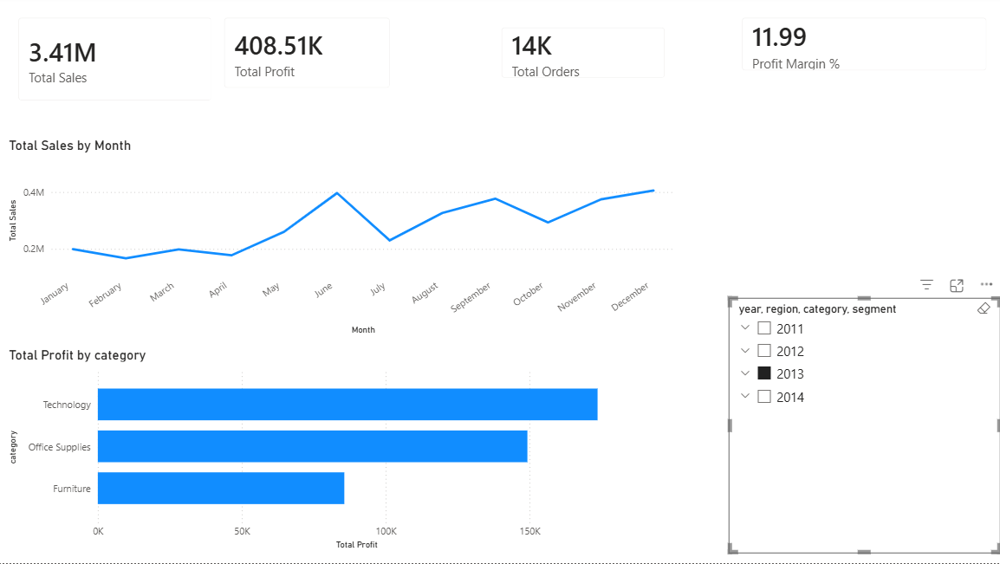 3.41M
Total Sales
408.51K
Total Profit
14K
Total Orders
11.99
Profit Margin %
Total Sales by Month
Total Sales
0.4M
0.2M
January
February
March
April
May
June
July
August
September
October
November
December
Month
year, region, category, segment
2011
2012
2013
2014
Total Profit by category
category
Technology
Office Supplies
Furniture
0K
50K
100K
150K
Total Profit